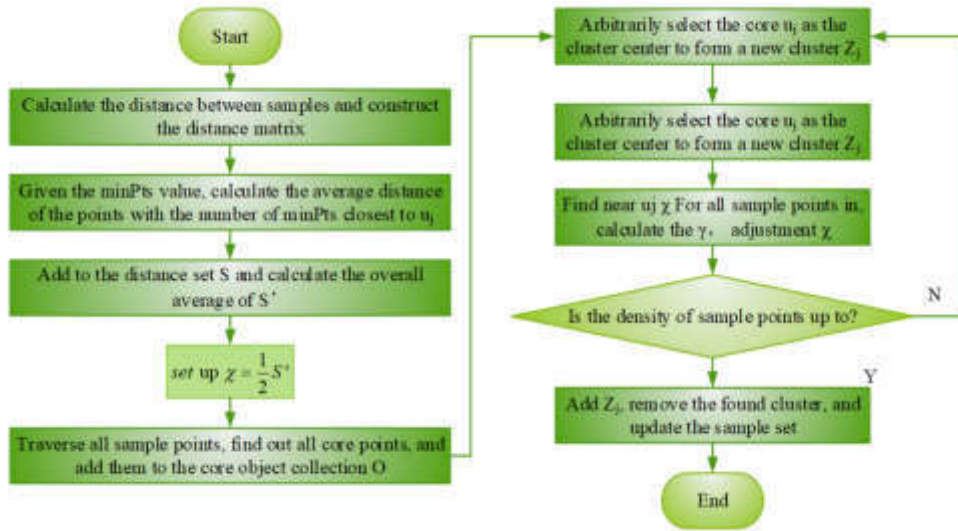 Start
Calculate the distance between samples and construct
the distance matrix
Given the minPts value, calculate the average distance
of the points with the number of minPts closest to u_i
Add to the distance set S and calculate the overall
average of S'
set up χ = 1/2 S'
Traverse all sample points, find out all core points, and
add them to the core object collection O
Arbitrarily select the core u_i as the
cluster center to form a new cluster Z_j
Arbitrarily select the core u_i as the
cluster center to form a new cluster Z_j
Find near uj χ For all sample points in,
calculate the γ, adjustment χ
Is the density of sample points up to?
N
Y
Add Z_j, remove the found cluster, and
update the sample set
End